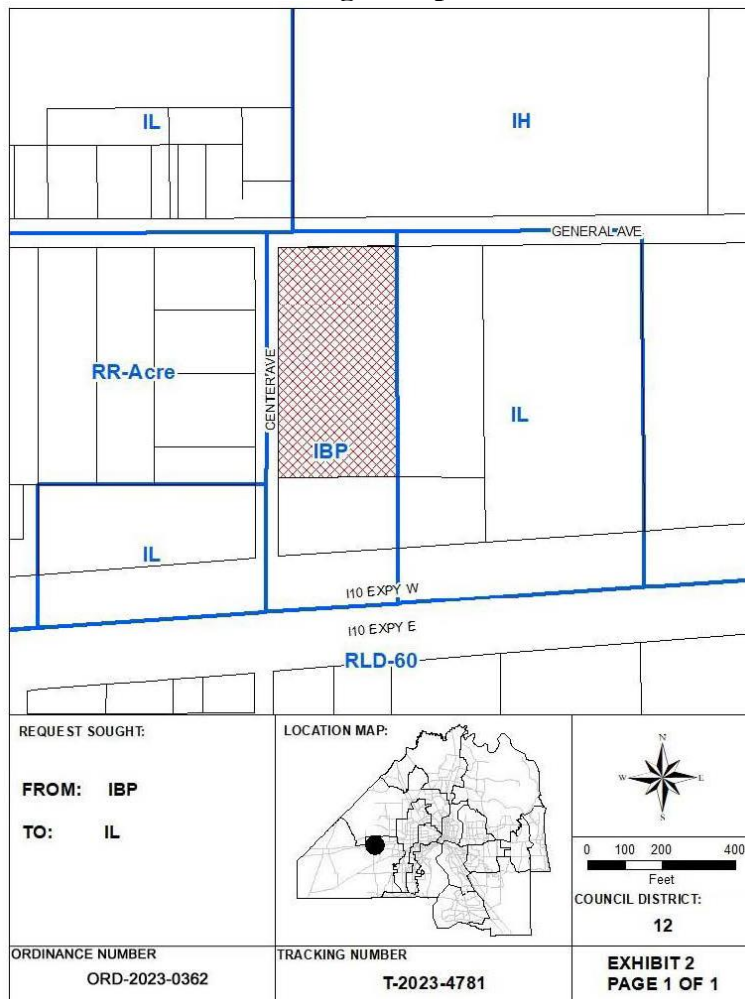 IL
IH
GENERAL AVE
RR-Acre
CENTER AVE
IBP
IL
IL
I10 EXPY W
I10 EXPY E
RLD-60
REQUEST SOUGHT:
FROM: IBP
TO: IL
LOCATION MAP:
N
W E
S
0 100 200 400
Feet
COUNCIL DISTRICT:
12
ORDINANCE NUMBER
ORD-2023-0362
TRACKING NUMBER
T-2023-4781
EXHIBIT 2
PAGE 1 OF 1